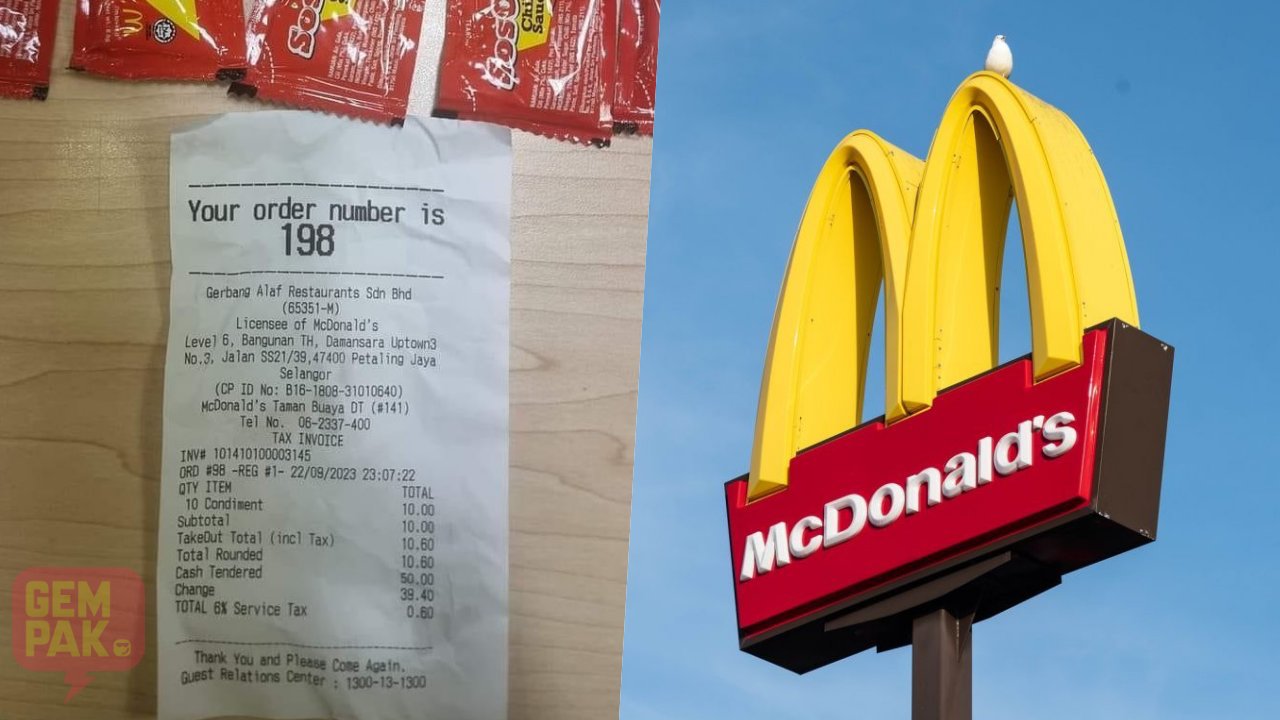 Sos
Chi
Sauce
Your order number is
198
Gerbang Alaf Restaurants Sdn Bhd
(65351-M)
Licensee of McDonald's
Level 6, Bangunan TH, Damansara Uptown3
No.3, Jalan SS21/39,47400 Petaling Jaya
Selangor
(CP ID No: B16-1808-31010640)
McDonald's Taman Buaya DT (#141)
Tel No. 06-2337-400
TAX INVOICE
INV# 101410100003145
ORD #98 -REG #1- 22/09/2023 23:07:22
QTY ITEM TOTAL
10 Condiment 10.00
Subtotal 10.00
TakeOut Total (incl Tax) 10.60
Total Rounded 10.60
Cash Tendered 50.00
Change 39.40
TOTAL 6% Service Tax 0.60
Thank You and Please Come Again.
Guest Relations Center : 1300-13-1300
GEM
PAK
McDonald's